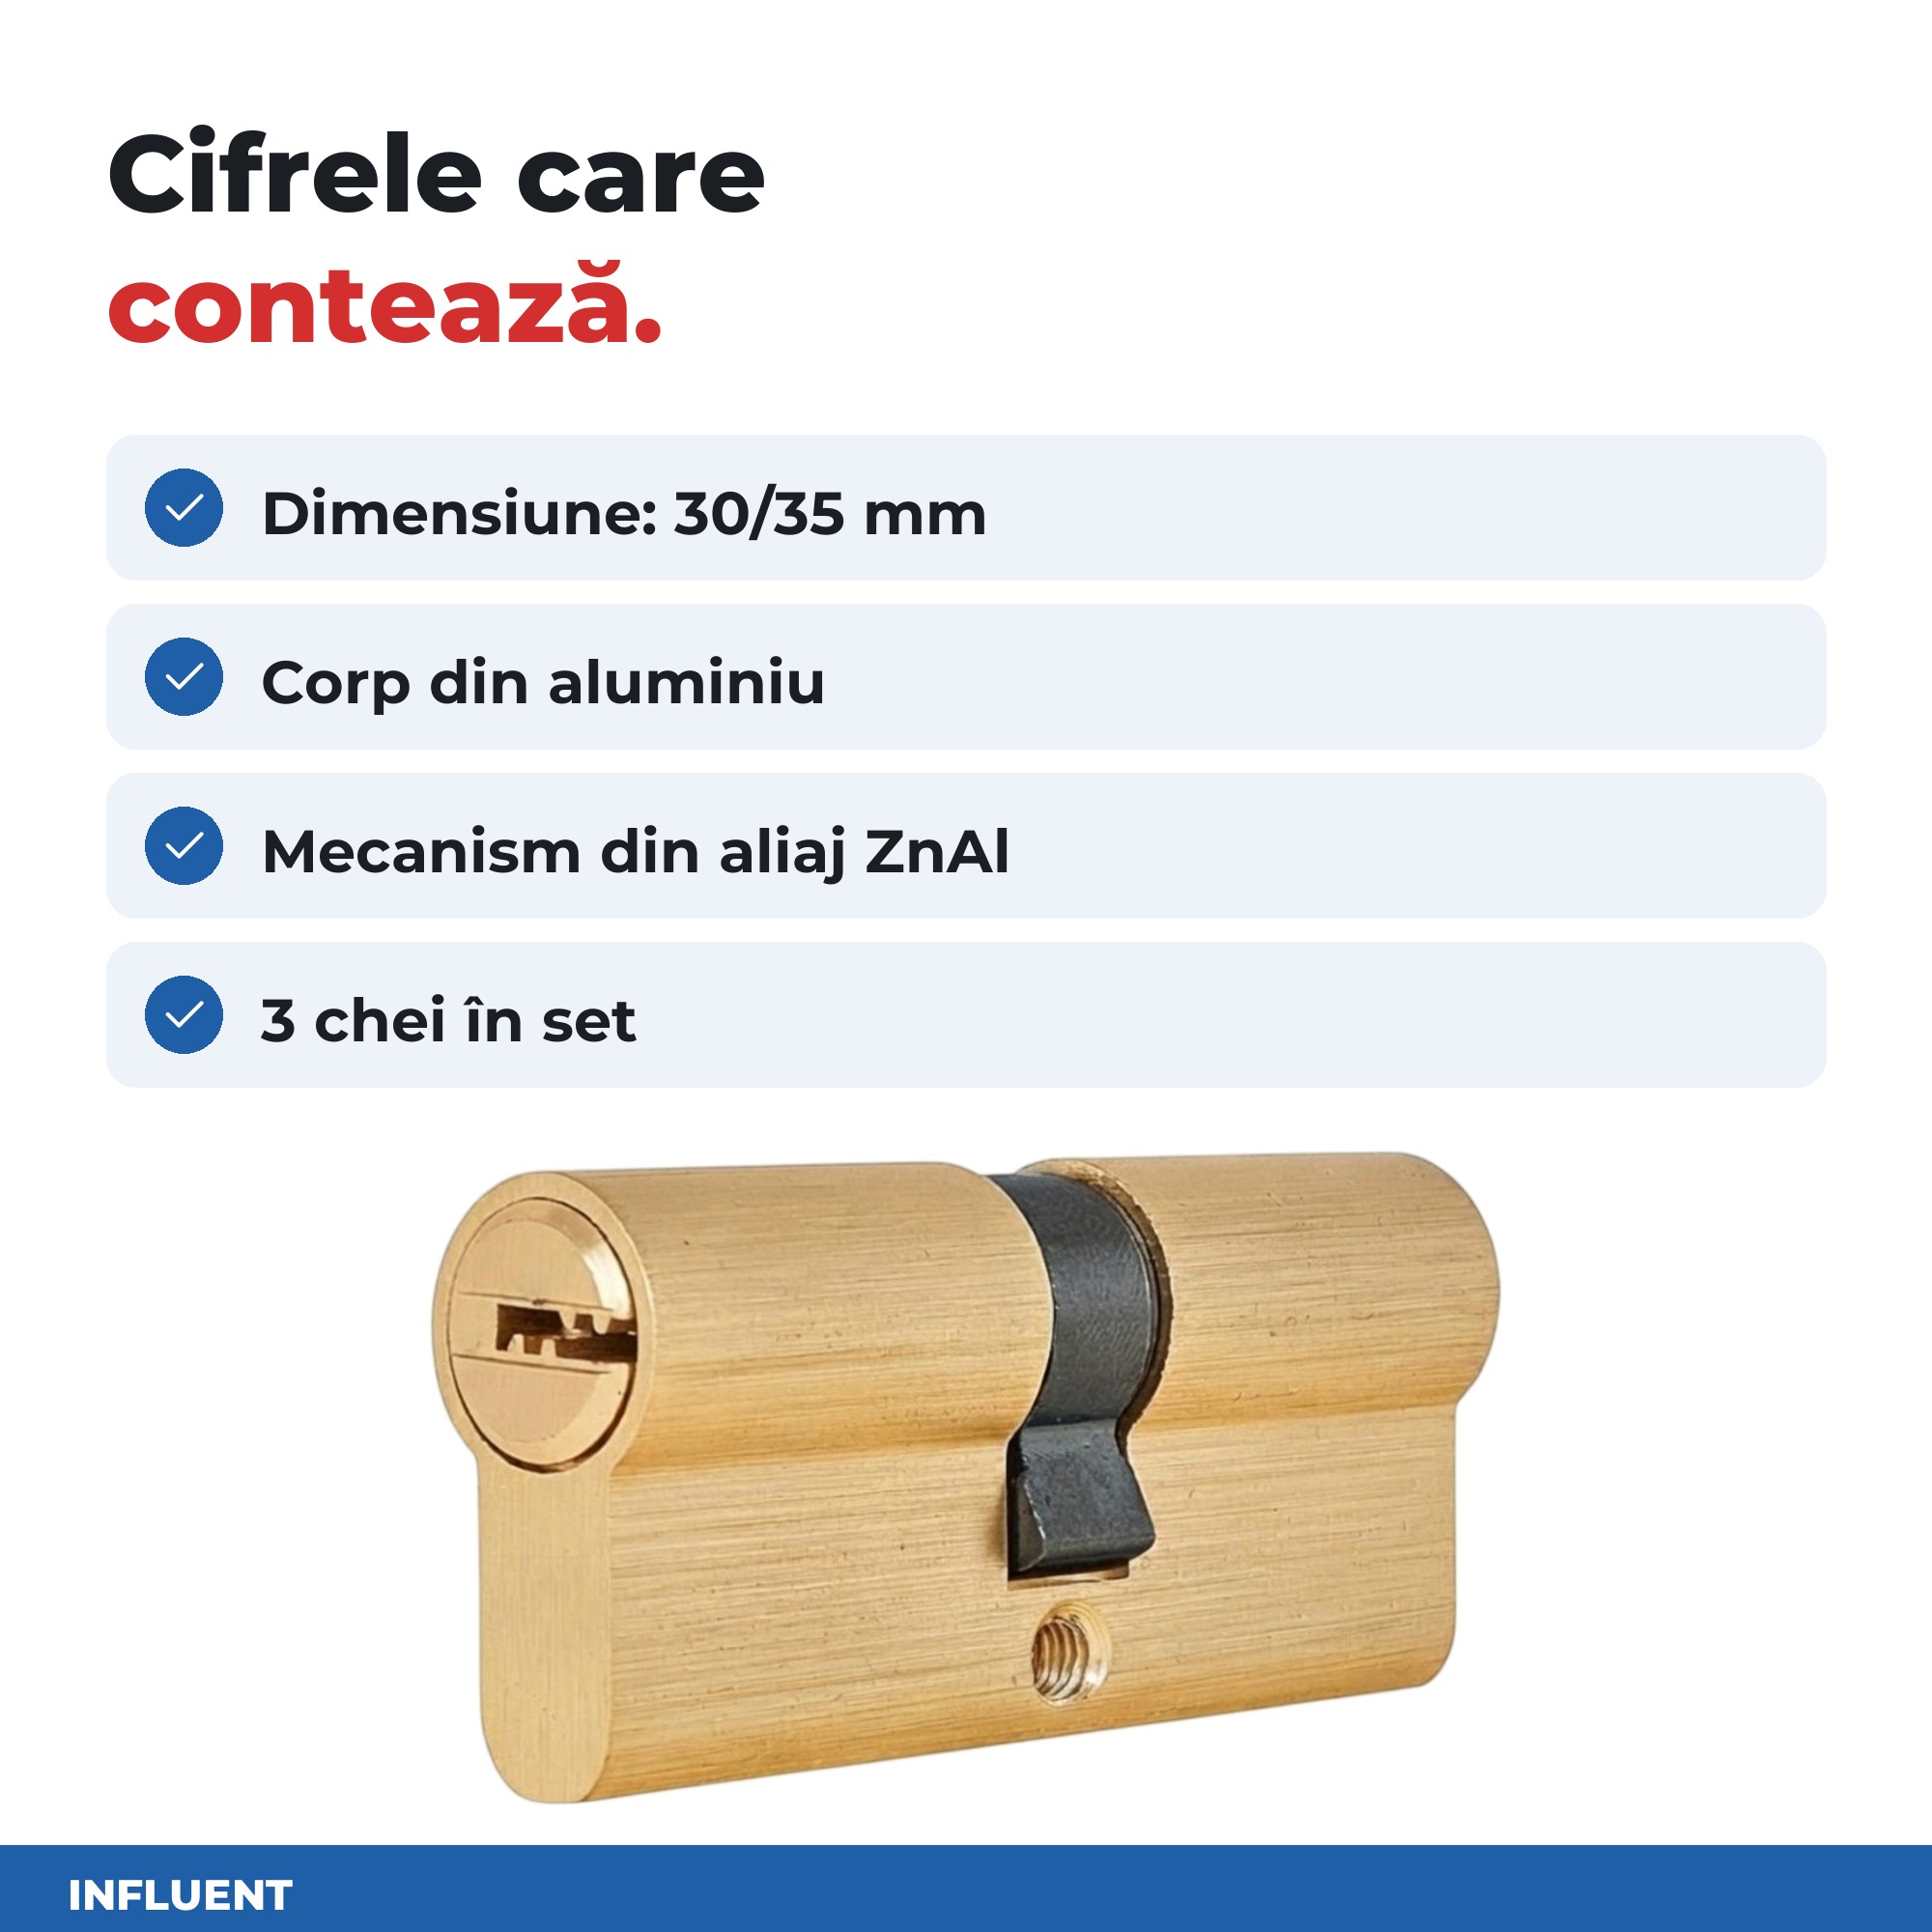 Cifrele care
contează.
Dimensiune: 30/35 mm
Corp din aluminiu
Mecanism din aliaj ZnAl
3 chei în set
INFLUENT